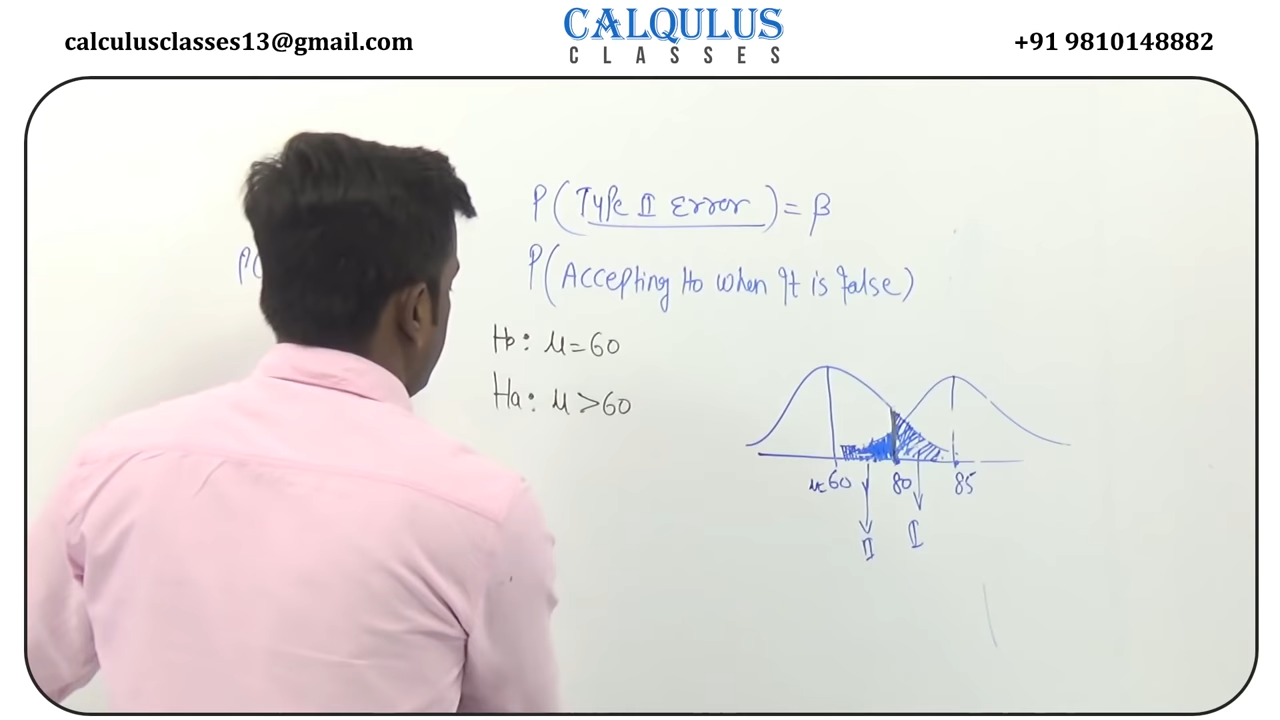 calculusclasses13@gmail.com
CALQULUS
CLASSES
+91 9810148882
P(Type II Error) = β
P(
P(Accepting Ho when It is false)
Ho: μ=60
Ha: μ>60
μ=60 80 85
II I